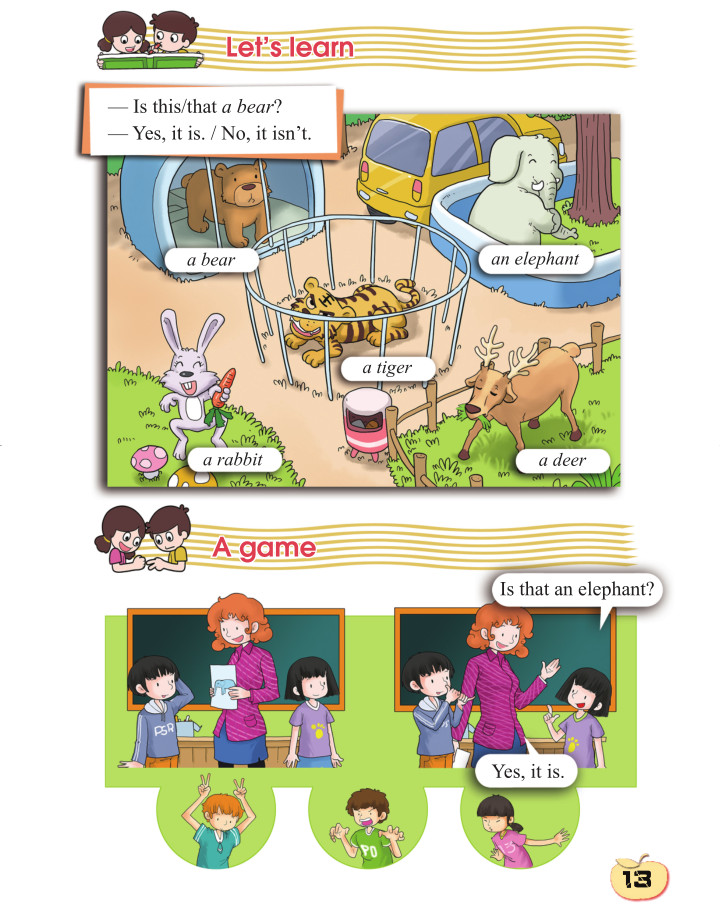 Let's learn
— Is this/that a bear?
— Yes, it is. / No, it isn't.
a bear
an elephant
a tiger
a rabbit
a deer
A game
Is that an elephant?
PSR
Yes, it is.
PO
13